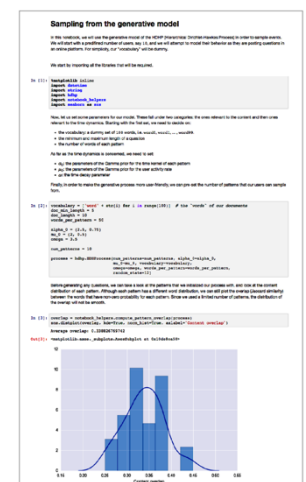 Sampling from the generative model
In this notebook, we will use the generative model of the HDHP (Hierarchical Dirichlet-Hawkes Process) in order to sample events.
We will start with a predifined number of users, say 10, and we will attempt to model their behavior as they are posting questions in
an online platform. For simplicity, our "vocabulary" will be dummy.
We start by importing all the libraries that will be required.
In [1]: %matplotlib inline
import datetime
import string
import hdhp
import notebook_helpers
import seaborn as sns
Now, let us set some parameters for our model. These fall under two categories: the ones relevant to the content and then ones
relevant to the time dynamics. Starting with the first set, we need to decide on:
• the vocabulary: a dummy set of 100 words, i.e. word0, word1,...,word99.
• the minimum and maximum length of a question
• the number of words of each pattern
As far as the time dynamics is concerned, we need to set:
the parameters of the Gamma prior for the time kernel of each pattern
the parameters of the Gamma prior for the user activity rate
• ω: the time decay parameter
Finally, in order to make the generative process more user-friendly, we can pre-set the number of patterns that our users can sample
from.
In [2]: vocabulary = ['word' + str(i) for i in range(100)] # the 'words' of our documents
doc_min_length = 5
doc_length = 10
words_per_pattern = 50
alpha_0 =
mu_0 =
omega =
num_patterns = 10
process = hdhp.HDHProcess(num_patterns=num_patterns, alpha_0=alpha_0,
mu_0=mu_0, vocabulary=vocabulary,
omega=omega, words_per_pattern=words_per_pattern,
random_state=
Before generating any questions, we can take a look at the patterns that we initialized our process with, and look at the content
distribution of each pattern. Although each pattern has a different word distribution, we can still plot the overlap (Jaccard similarity)
between the words that have non-zero probability for each pattern. Since we used a limited number of patterns, the distribution of
the overlap will not be smooth.
In [3]: overlap = notebook_helpers.compute_pattern_overlap(process)
sns.distplot(overlap, kde=True, norm_hist=True, axlabel='Content overlap')
Average overlap:
Out[3]: <matplotlib.axes._subplots.AxesSubplot at
Content overlap